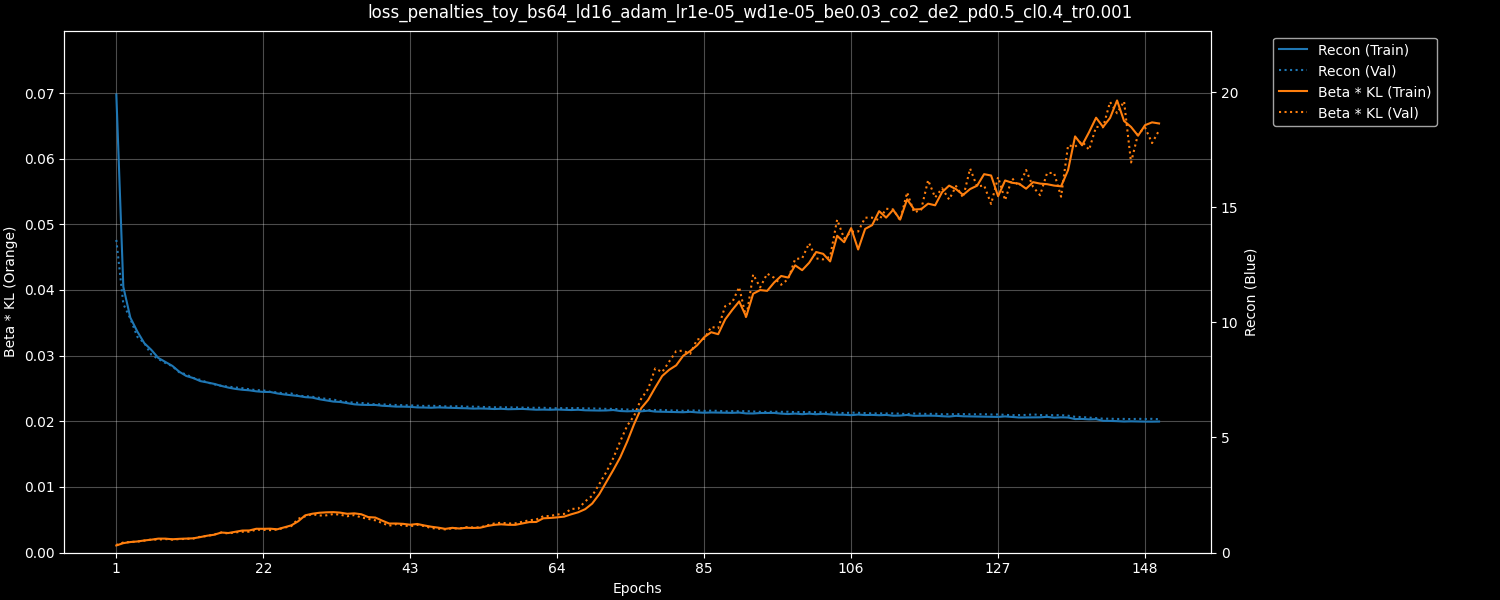 loss_penalties_toy_bs64_ld16_adam_lr1e-05_wd1e-05_be0.03_co2_de2_pd0.5_cl0.4_tr0.001
Recon (Train)
Recon (Val)
Beta * KL (Train)
Beta * KL (Val)
Beta * KL (Orange)
0.07
0.06
0.05
0.04
0.03
0.02
0.01
0.00
20
15
10
5
0
Recon (Blue)
1 22 43 64 85 106 127 148
Epochs